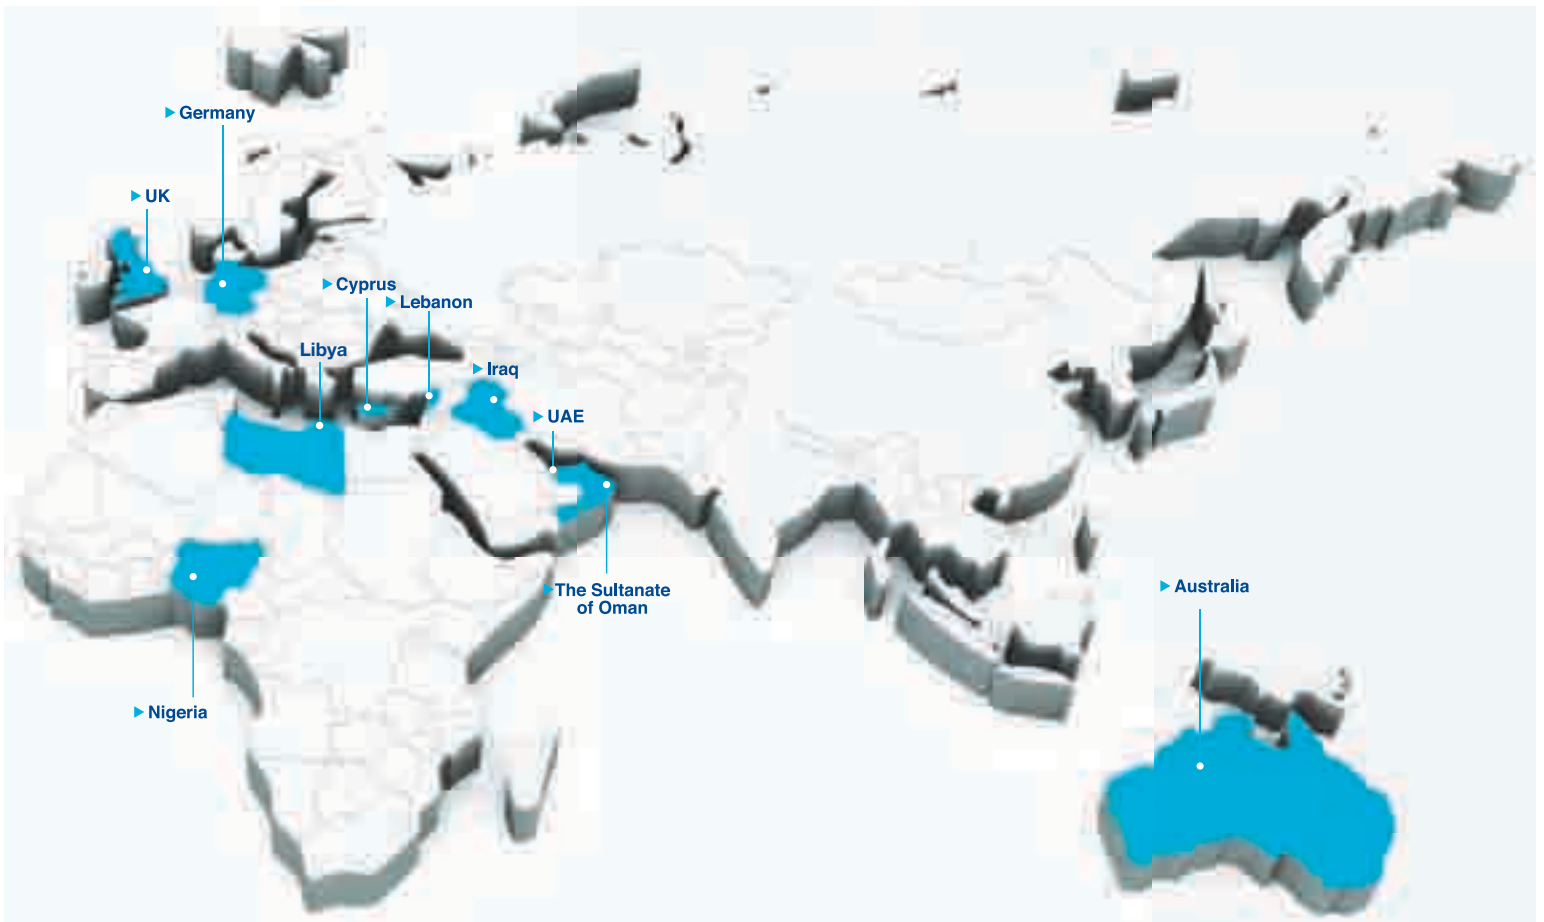 Germany
UK
Cyprus
Lebanon
Libya
Iraq
UAE
The Sultanate
of Oman
Australia
Nigeria